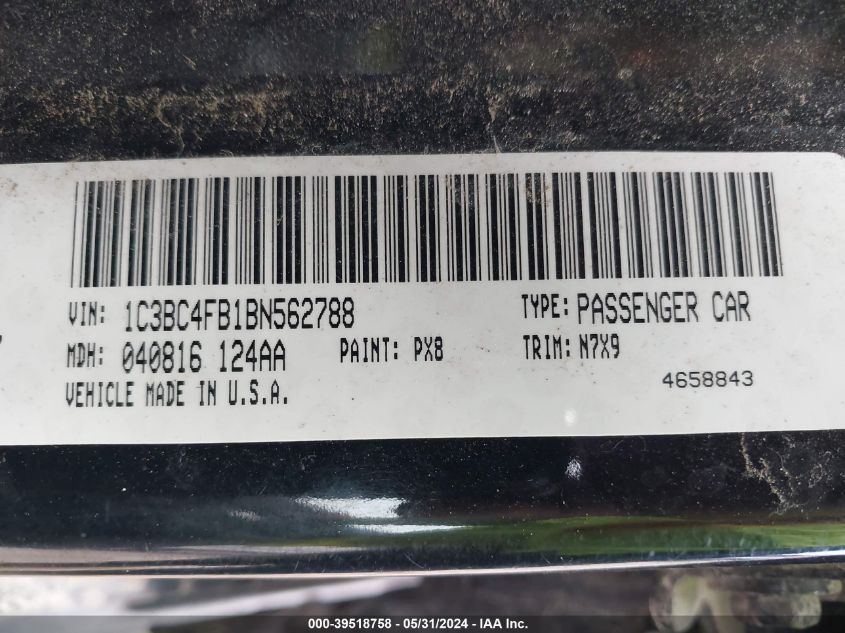 VIN: 1C3BC4FB1BN562788 TYPE: PASSENGER CAR
MDH: 040816 124AA PAINT: PX8 TRIM: N7X9
VEHICLE MADE IN U.S.A. 4658843
000-39518758 - 05/31/2024 - IAA Inc.